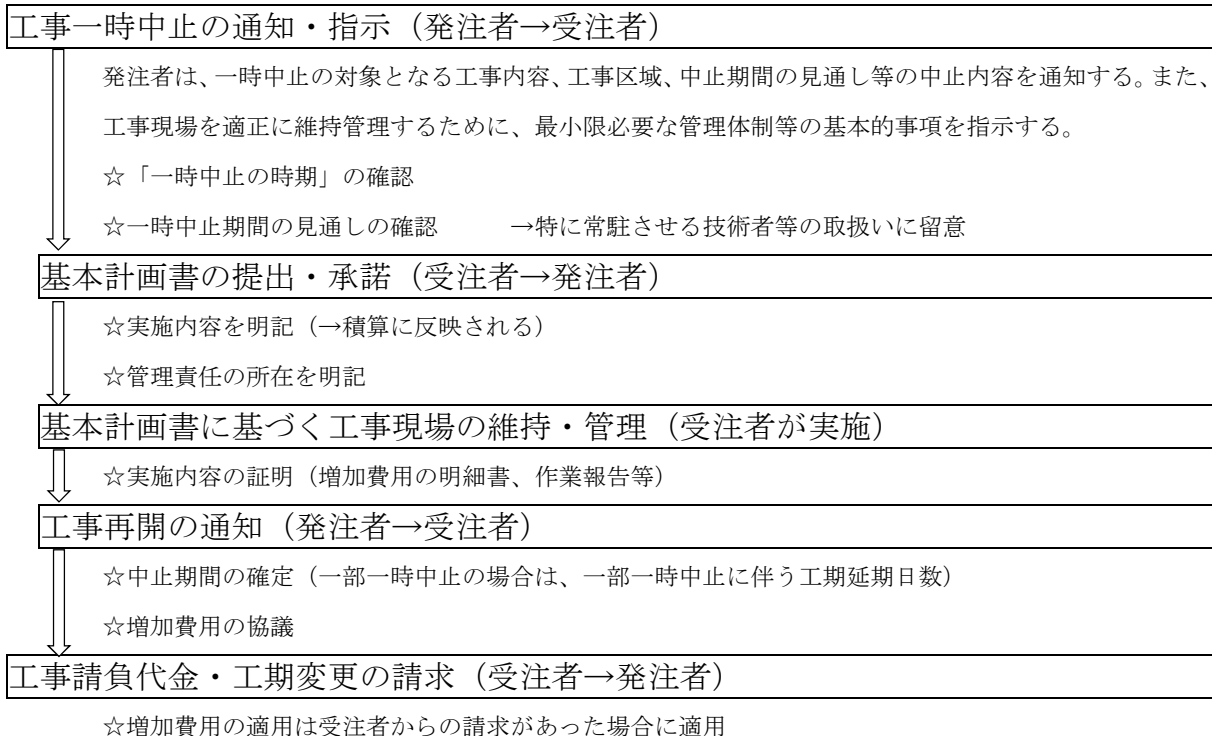 工事一時中止の通知・指示（発注者→受注者）
発注者は、一時中止の対象となる工事内容、工事区域、中止期間の見通し等の中止内容を通知する。また、
工事現場を適正に維持管理するために、最小限必要な管理体制等の基本的事項を指示する。
☆「一時中止の時期」の確認
☆一時中止期間の見通しの確認　　　→特に常駐させる技術者等の取扱いに留意
基本計画書の提出・承諾（受注者→発注者）
☆実施内容を明記（→積算に反映される）
☆管理責任の所在を明記
基本計画書に基づく工事現場の維持・管理（受注者が実施）
☆実施内容の証明（増加費用の明細書、作業報告等）
工事再開の通知（発注者→受注者）
☆中止期間の確定（一部一時中止の場合は、一部一時中止に伴う工期延期日数）
☆増加費用の協議
工事請負代金・工期変更の請求（受注者→発注者）
☆増加費用の適用は受注者からの請求があった場合に適用